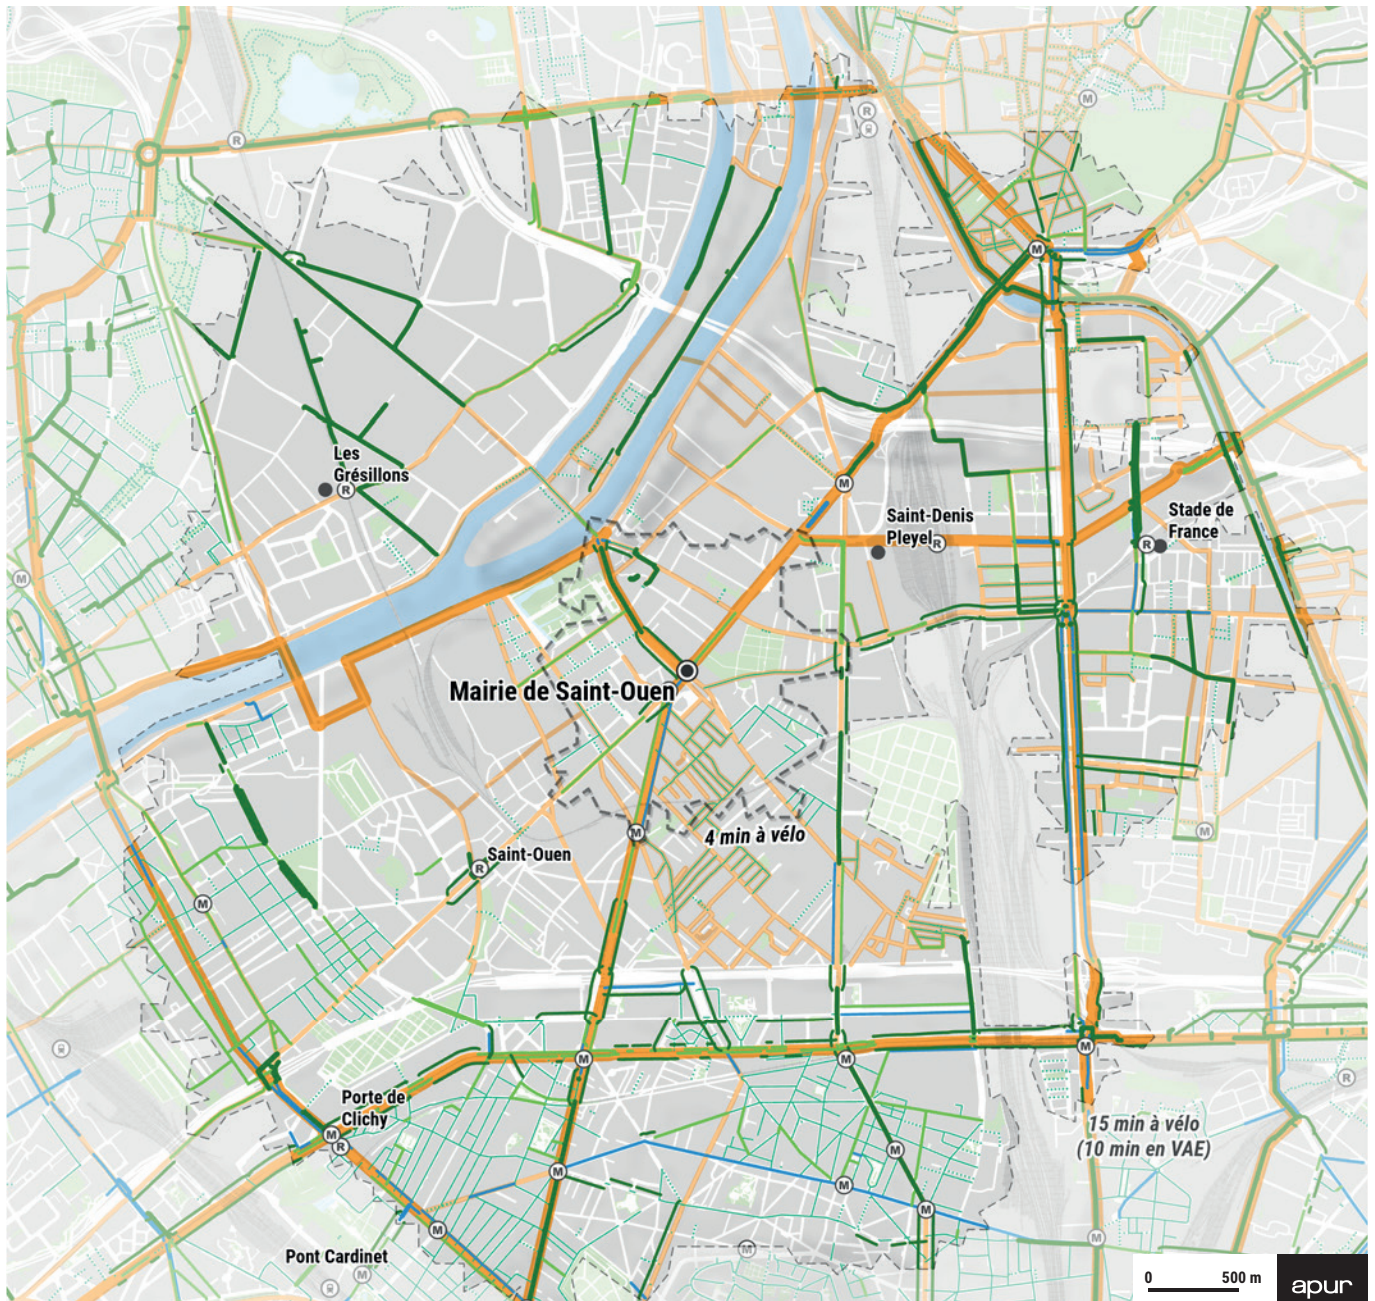 M
R
R
M
Les
Grésillons
R
M
Saint-Denis
Pleyel
R
Stade de
France
R
M
Mairie de Saint-Ouen
M
4 min à vélo
M
Saint-Ouen
R
M
M
M
M
R
Porte de
Clichy
M
R
15 min à vélo
(10 min en VAE)
M
M
M
M
M
M
M
Pont Cardinet
M
0 500 m
apur